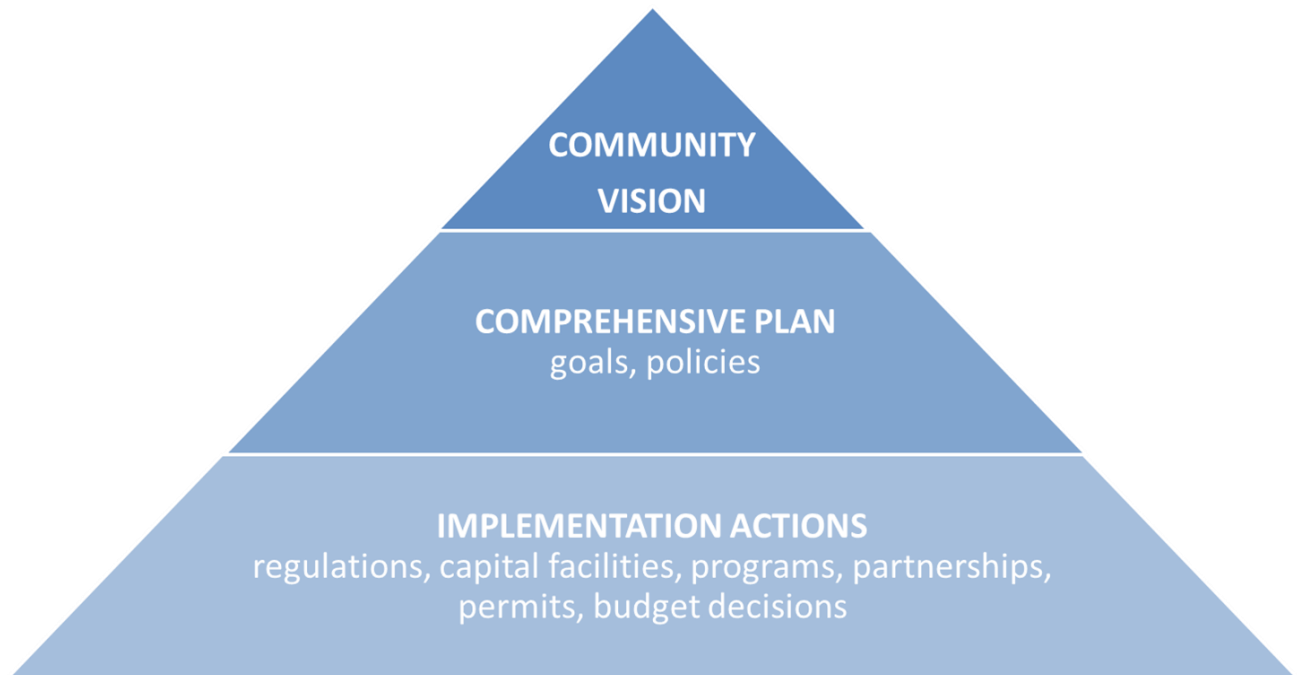 COMMUNITY
VISION
COMPREHENSIVE PLAN
goals, policies
IMPLEMENTATION ACTIONS
regulations, capital facilities, programs, partnerships,
permits, budget decisions